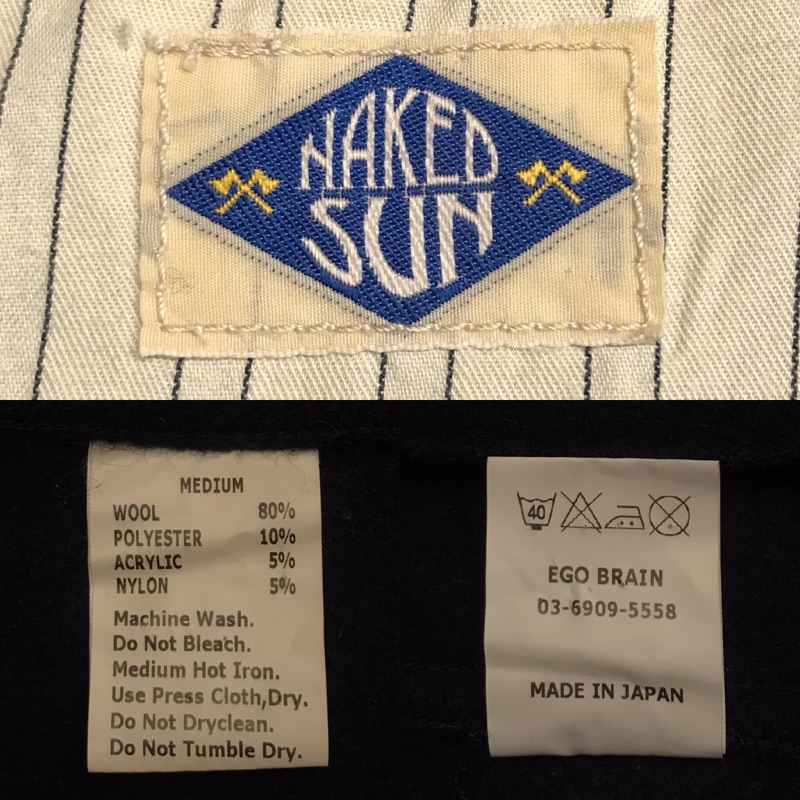 NAKED
SUN
MEDIUM
WOOL 80%
POLYESTER 10%
ACRYLIC 5%
NYLON 5%
Machine Wash.
Do Not Bleach.
Medium Hot Iron.
Use Press Cloth,Dry.
Do Not Dryclean.
Do Not Tumble Dry.
40
EGO BRAIN
03-6909-5558
MADE IN JAPAN